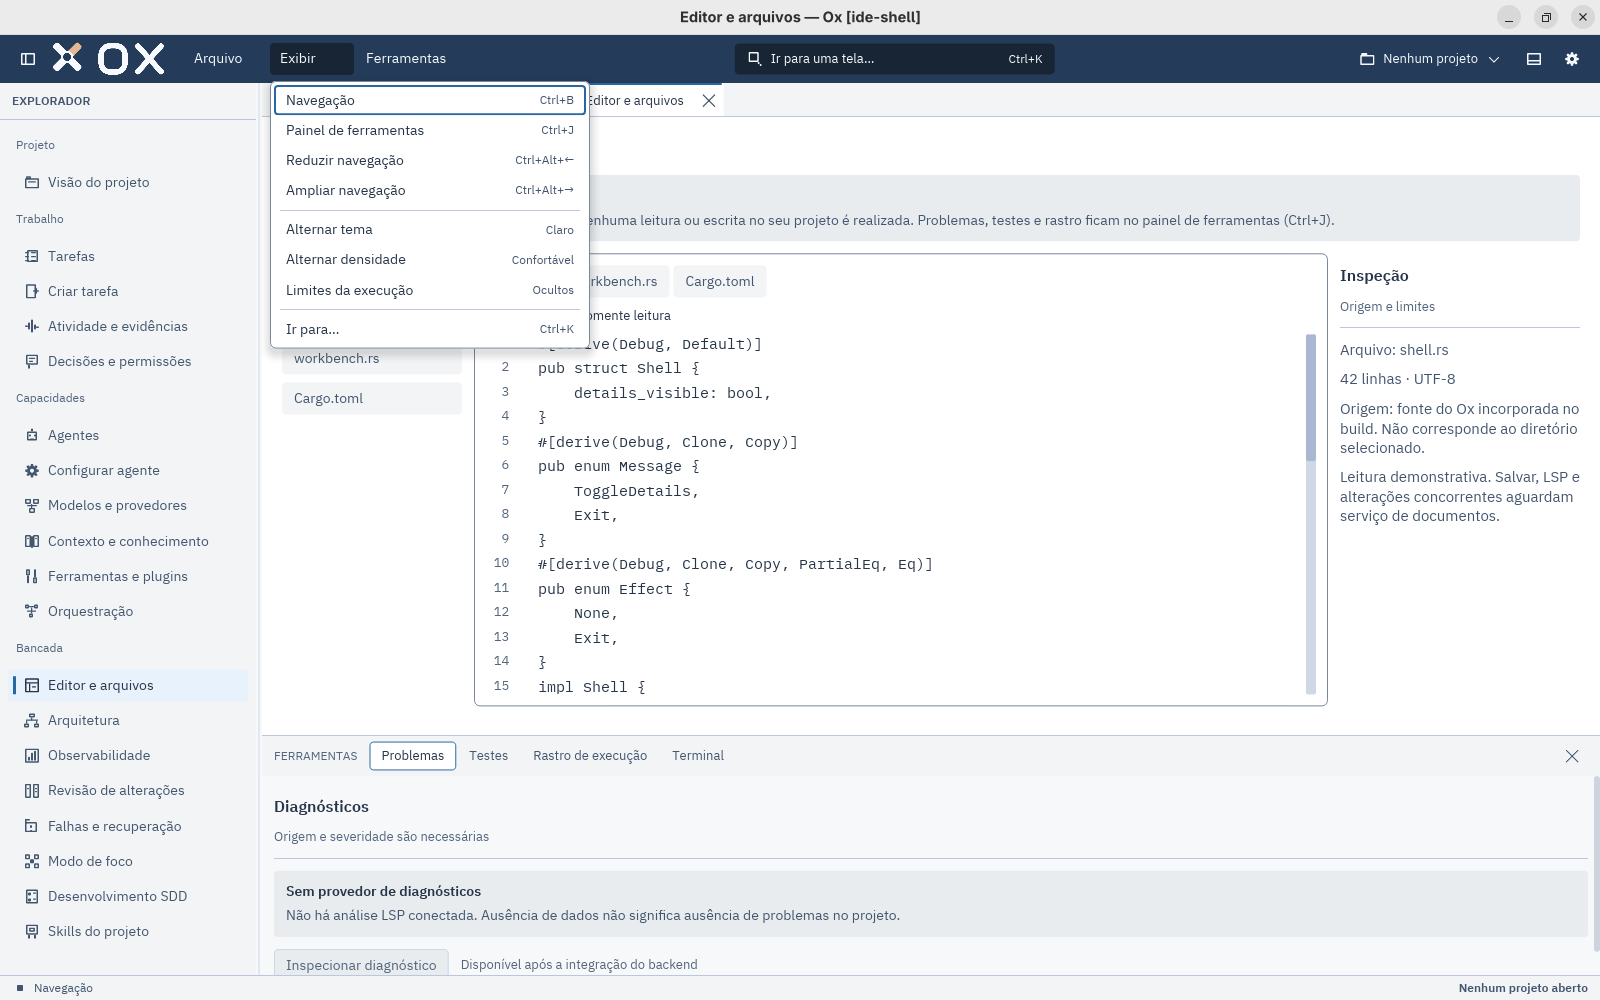 Editor e arquivos — Ox [ide-shell]
OX
Arquivo
Exibir
Ferramentas
Ir para uma tela...
Ctrl+K
Nenhum projeto
EXPLORADOR
Editor e arquivos
Navegação Ctrl+B
Painel de ferramentas Ctrl+J
Reduzir navegação Ctrl+Alt+←
Ampliar navegação Ctrl+Alt+→
Alternar tema Claro
Alternar densidade Confortável
Limites da execução Ocultos
Ir para... Ctrl+K
Projeto
Visão do projeto
Trabalho
Tarefas
Criar tarefa
Atividade e evidências
Decisões e permissões
Capacidades
Agentes
Configurar agente
Modelos e provedores
Contexto e conhecimento
Ferramentas e plugins
Orquestração
Bancada
Editor e arquivos
Arquitetura
Observabilidade
Revisão de alterações
Falhas e recuperação
Modo de foco
Desenvolvimento SDD
Skills do projeto
leitura ou escrita no seu projeto é realizada. Problemas, testes e rastro ficam no painel de ferramentas (Ctrl+J).
workbench.rs
Cargo.toml
rkbench.rs
Cargo.toml
leitura
(Debug, Default)]
2 pub struct Shell {
3 details_visible: bool,
4 }
5 #[derive(Debug, Clone, Copy)]
6 pub enum Message {
7 ToggleDetails,
8 Exit,
9 }
10 #[derive(Debug, Clone, Copy, PartialEq, Eq)]
11 pub enum Effect {
12 None,
13 Exit,
14 }
15 impl Shell {
Inspeção
Origem e limites
Arquivo: shell.rs
42 linhas · UTF-8
Origem: fonte do Ox incorporada no
build. Não corresponde ao diretório
selecionado.
Leitura demonstrativa. Salvar, LSP e
alterações concorrentes aguardam
serviço de documentos.
FERRAMENTAS
Problemas
Testes
Rastro de execução
Terminal
Diagnósticos
Origem e severidade são necessárias
Sem provedor de diagnósticos
Não há análise LSP conectada. Ausência de dados não significa ausência de problemas no projeto.
Inspecionar diagnóstico
Disponível após a integração do backend
Navegação
Nenhum projeto aberto